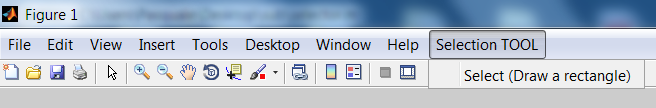 Figure 1
File Edit View Insert Tools Desktop Window Help Selection TOOL
Select (Draw a rectangle)